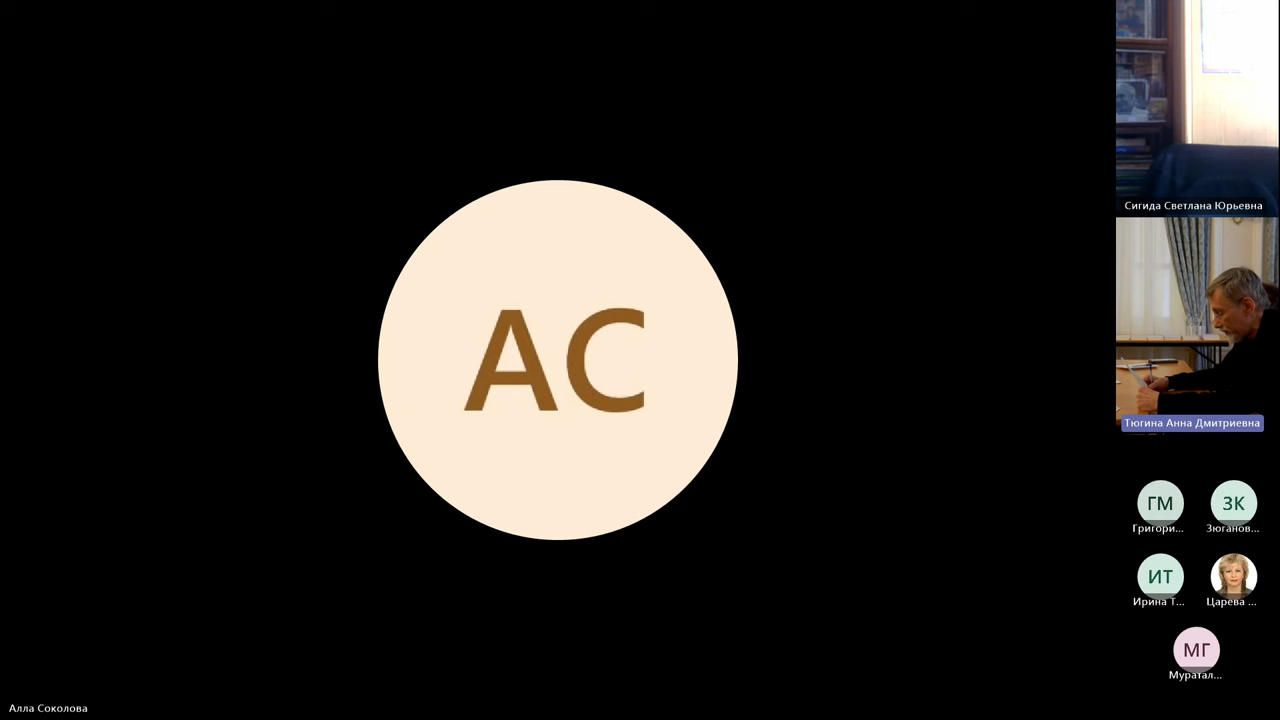 АС
Алла Соколова
Сигида Светлана Юрьевна
Тюгина Анна Дмитриевна
ГМ
Григори...
ЗК
Зюганов...
ИТ
Ирина Т...
Царева ...
МГ
Муратал...